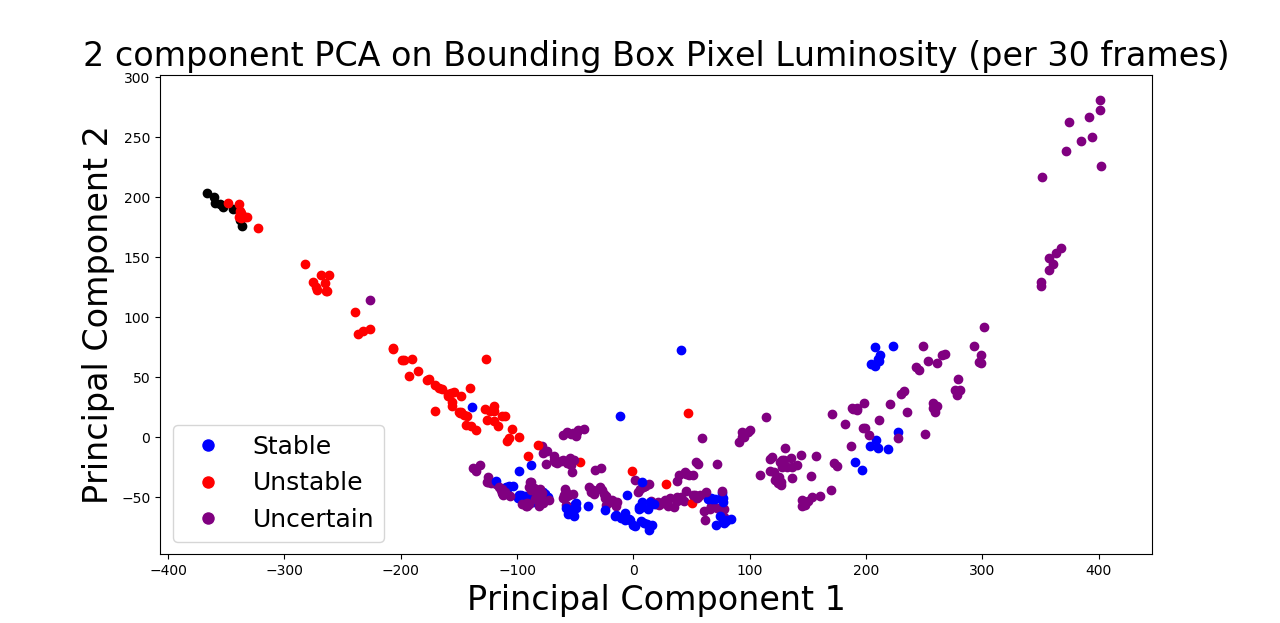 2 component PCA on Bounding Box Pixel Luminosity (per 30 frames)
Principal Component 2
300
250
200
150
100
50
0
−50
Stable
Unstable
Uncertain
−400 −300 −200 −100 0 100 200 300 400
Principal Component 1